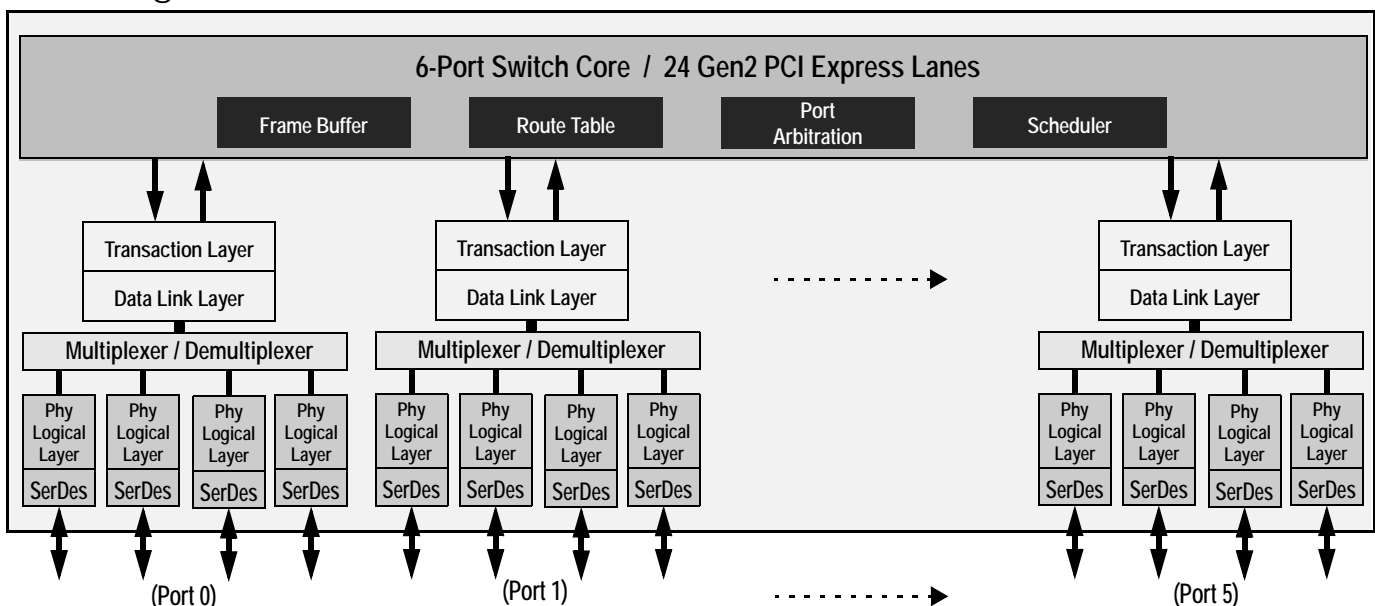 6-Port Switch Core / 24 Gen2 PCI Express Lanes
Frame Buffer
Route Table
Port
Arbitration
Scheduler
Transaction Layer
Data Link Layer
Multiplexer / Demultiplexer
Phy
Logical
Layer
SerDes
Phy
Logical
Layer
SerDes
Phy
Logical
Layer
SerDes
Phy
Logical
Layer
SerDes
(Port 0)
Transaction Layer
Data Link Layer
Multiplexer / Demultiplexer
Phy
Logical
Layer
SerDes
Phy
Logical
Layer
SerDes
Phy
Logical
Layer
SerDes
Phy
Logical
Layer
SerDes
(Port 1)
Transaction Layer
Data Link Layer
Multiplexer / Demultiplexer
Phy
Logical
Layer
SerDes
Phy
Logical
Layer
SerDes
Phy
Logical
Layer
SerDes
Phy
Logical
Layer
SerDes
(Port 5)